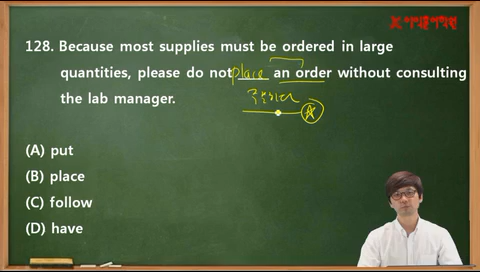 128. Because most supplies must be ordered in large
quantities, please do not place an order without consulting
the lab manager.
(A) put
(B) place
(C) follow
(D) have